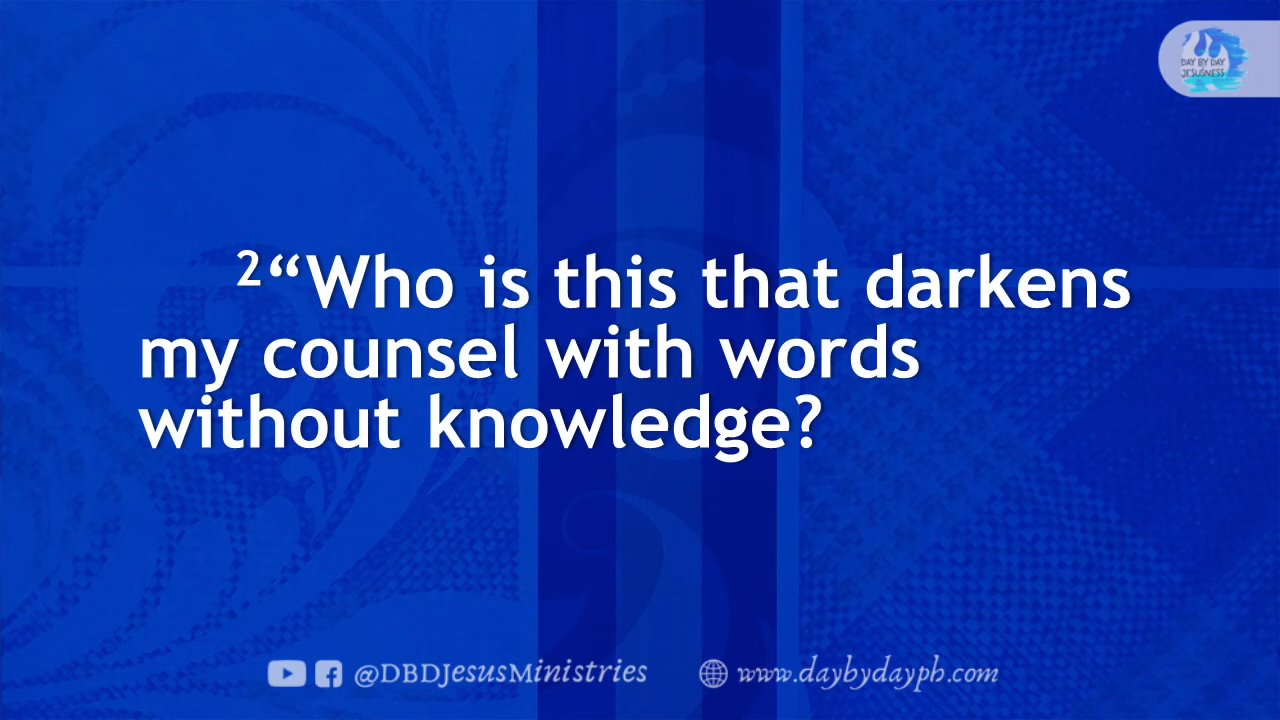 DAY BY DAY
JESUSNESS
²“Who is this that darkens
my counsel with words
without knowledge?
@DBDJesusMinistries
www.daybydayph.com